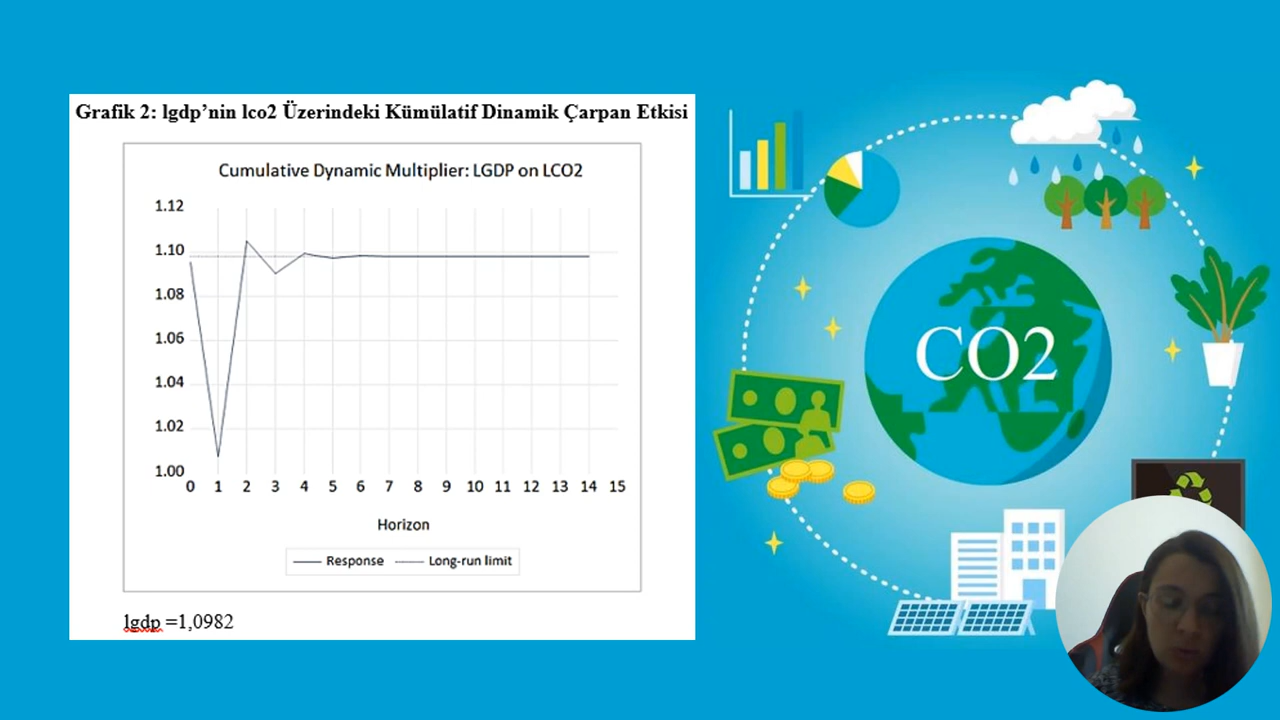 Grafik 2: lgdp’nin lco2 Üzerindeki Kümülatif Dinamik Çarpan Etkisi
Cumulative Dynamic Multiplier: LGDP on LCO2
1.12
1.10
1.08
1.06
1.04
1.02
1.00
0 1 2 3 4 5 6 7 8 9 10 11 12 13 14 15
Horizon
Response Long-run limit
lgdp =1,0982
CO2